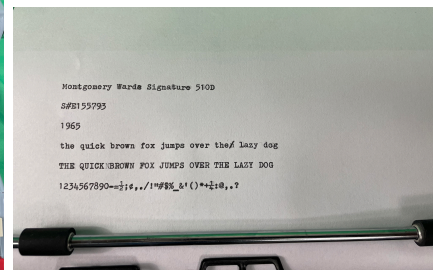 Montgomery Wards Signature 510D
S#E155793
1965
the quick brown fox jumps over the/ lazy dog
THE QUICK BROWN FOX JUMPS OVER THE LAZY DOG
1234567890-=½;¢,./!"#$%_&'()*+¼:@,.?